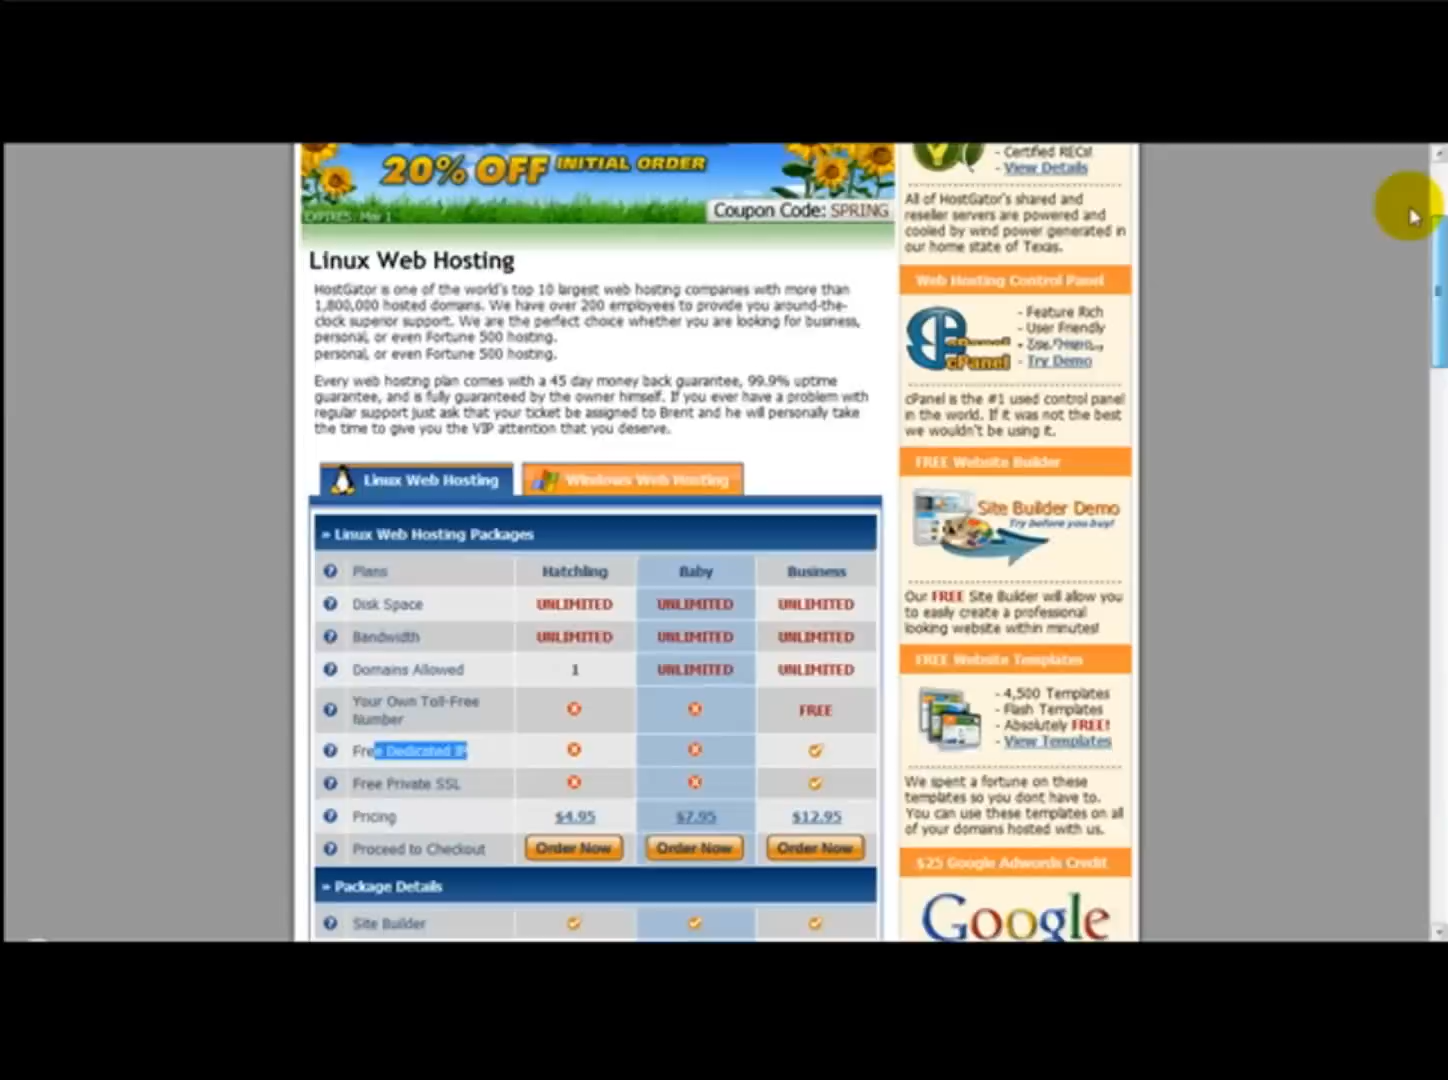 20% OFF INITIAL ORDER
EXPIRES: Mar 1
Coupon Code: SPRING
Linux Web Hosting
HostGator is one of the world's top 10 largest web hosting companies with more than
1,800,000 hosted domains. We have over 200 employees to provide you around-the-
clock superior support. We are the perfect choice whether you are looking for business,
personal, or even Fortune 500 hosting.
personal, or even Fortune 500 hosting.
Every web hosting plan comes with a 45 day money back guarantee, 99.9% uptime
guarantee, and is fully guaranteed by the owner himself. If you ever have a problem with
regular support just ask that your ticket be assigned to Brent and he will personally take
the time to give you the VIP attention that you deserve.
Linux Web Hosting
Windows Web Hosting
» Linux Web Hosting Packages
Plans Hatchling Baby Business
Disk Space UNLIMITED UNLIMITED UNLIMITED
Bandwidth UNLIMITED UNLIMITED UNLIMITED
Domains Allowed 1 UNLIMITED UNLIMITED
Your Own Toll-Free
Number FREE
Free Dedicated IP
Free Private SSL
Pricing $4.95 $7.95 $12.95
Proceed to Checkout Order Now Order Now Order Now
» Package Details
Site Builder
- Certified RECs!
- View Details
All of HostGator's shared and
reseller servers are powered and
cooled by wind power generated in
our home state of Texas.
Web Hosting Control Panel
- Feature Rich
- User Friendly
- Try Demo
cPanel
cPanel is the #1 used control panel
in the world. If it was not the best
we wouldn't be using it.
FREE Website Builder
Site Builder Demo
Try before you buy!
Our FREE Site Builder will allow you
to easily create a professional
looking website within minutes!
FREE Website Templates
- 4,500 Templates
- Flash Templates
- Absolutely FREE!
- View Templates
We spent a fortune on these
templates so you dont have to.
You can use these templates on all
of your domains hosted with us.
$25 Google Adwords Credit
Google